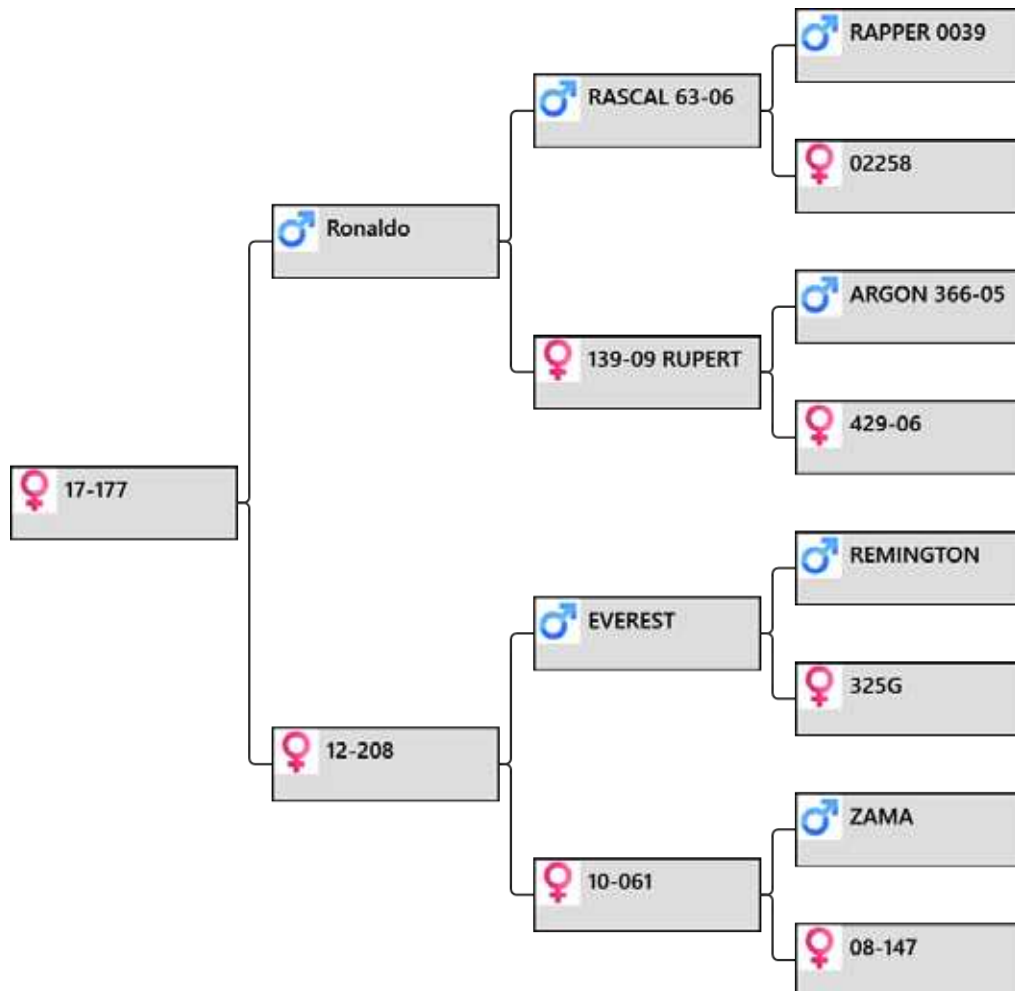 RAPPER 0039
RASCAL 63-06
02258
Ronaldo
ARGON 366-05
139-09 RUPERT
429-06
17-177
REMINGTON
EVEREST
325G
12-208
ZAMA
10-061
08-147